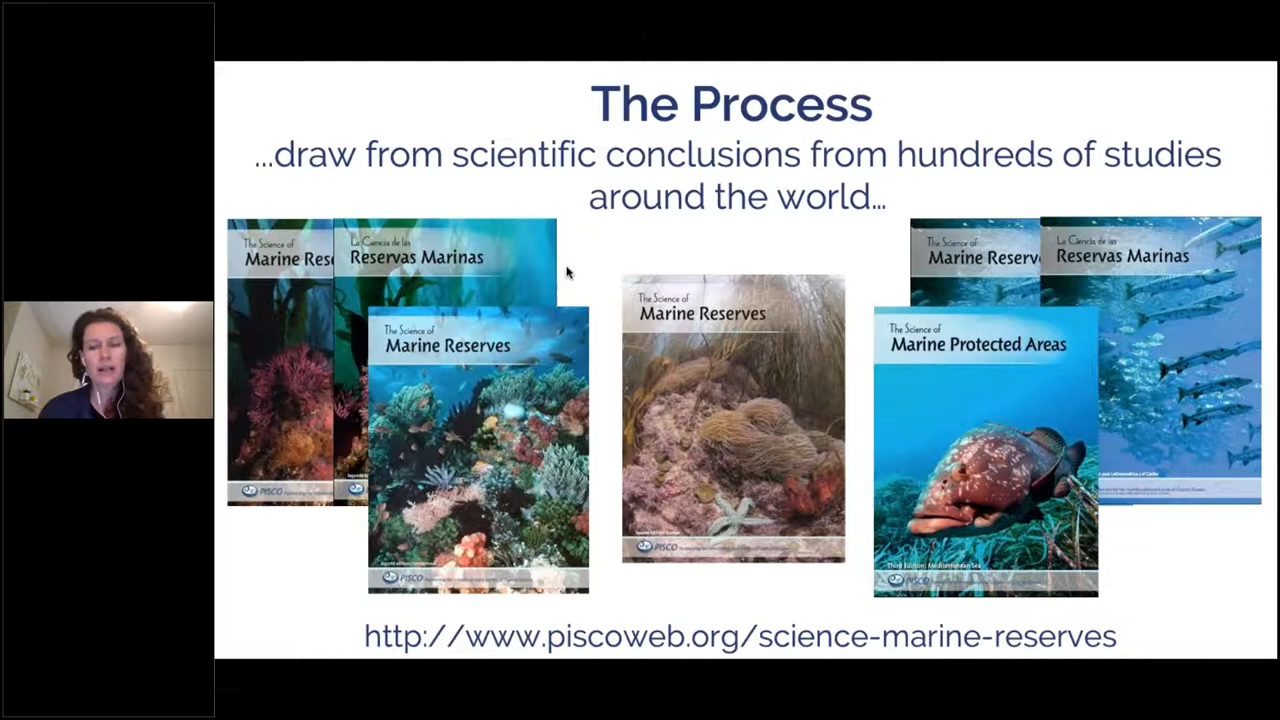 The Process
...draw from scientific conclusions from hundreds of studies
around the world...
The Science of
Marine Rese
PISCO
La Ciencia de las
Reservas Marinas
The Science of
Marine Reserves
PISCO
The Science of
Marine Reserves
PISCO
The Science of
Marine Reserv
La Ciencia de las
Reservas Marinas
The Science of
Marine Protected Areas
Third Edition: Mediterranean Sea
PISCO
http://www.piscoweb.org/science-marine-reserves